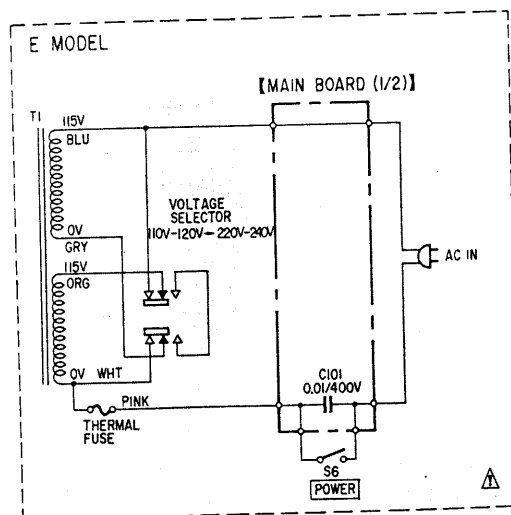 E MODEL
【MAIN BOARD (1/2)】
T1
115V
BLU
VOLTAGE
SELECTOR
110V-120V↔220V-240V
0V
GRY
AC IN
115V
ORG
C101
0.01/400V
0V WHT
PINK
THERMAL
FUSE
S6
POWER